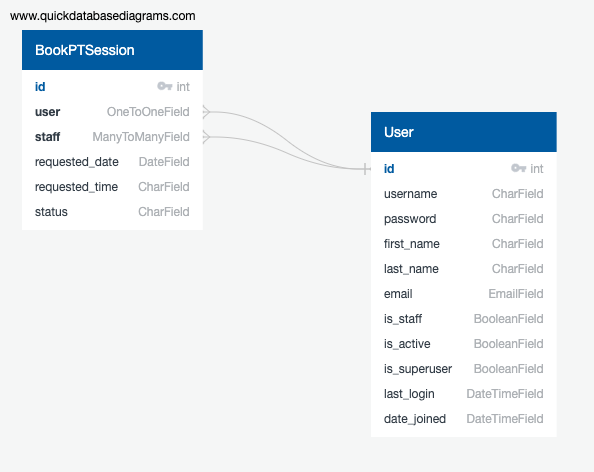 www.quickdatabasediagrams.com
BookPTSession
id int
user OneToOneField
staff ManyToManyField
requested_date DateField
requested_time CharField
status CharField
User
id int
username CharField
password CharField
first_name CharField
last_name CharField
email EmailField
is_staff BooleanField
is_active BooleanField
is_superuser BooleanField
last_login DateTimeField
date_joined DateTimeField